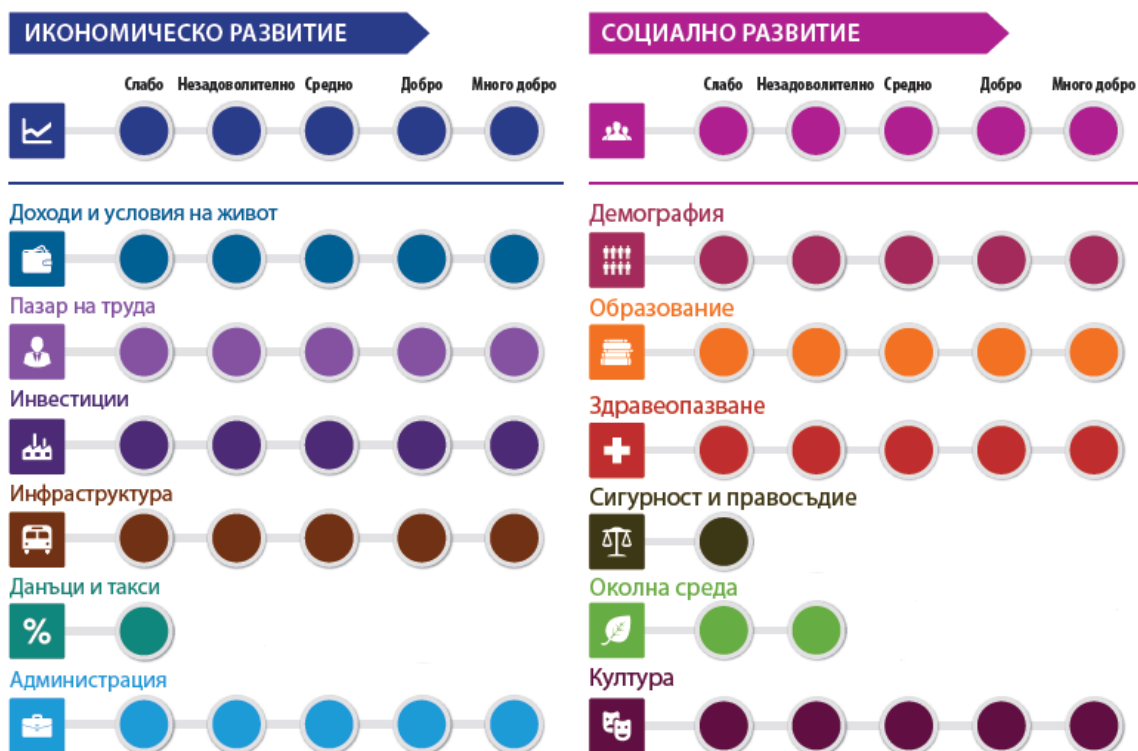 ИКОНОМИЧЕСКО РАЗВИТИЕ
Слабо Незадоволително Средно Добро Много добро
Доходи и условия на живот
Пазар на труда
Инвестиции
Инфраструктура
Данъци и такси
%
Администрация
СОЦИАЛНО РАЗВИТИЕ
Слабо Незадоволително Средно Добро Много добро
Демография
Образование
Здравеопазване
Сигурност и правосъдие
Околна среда
Култура